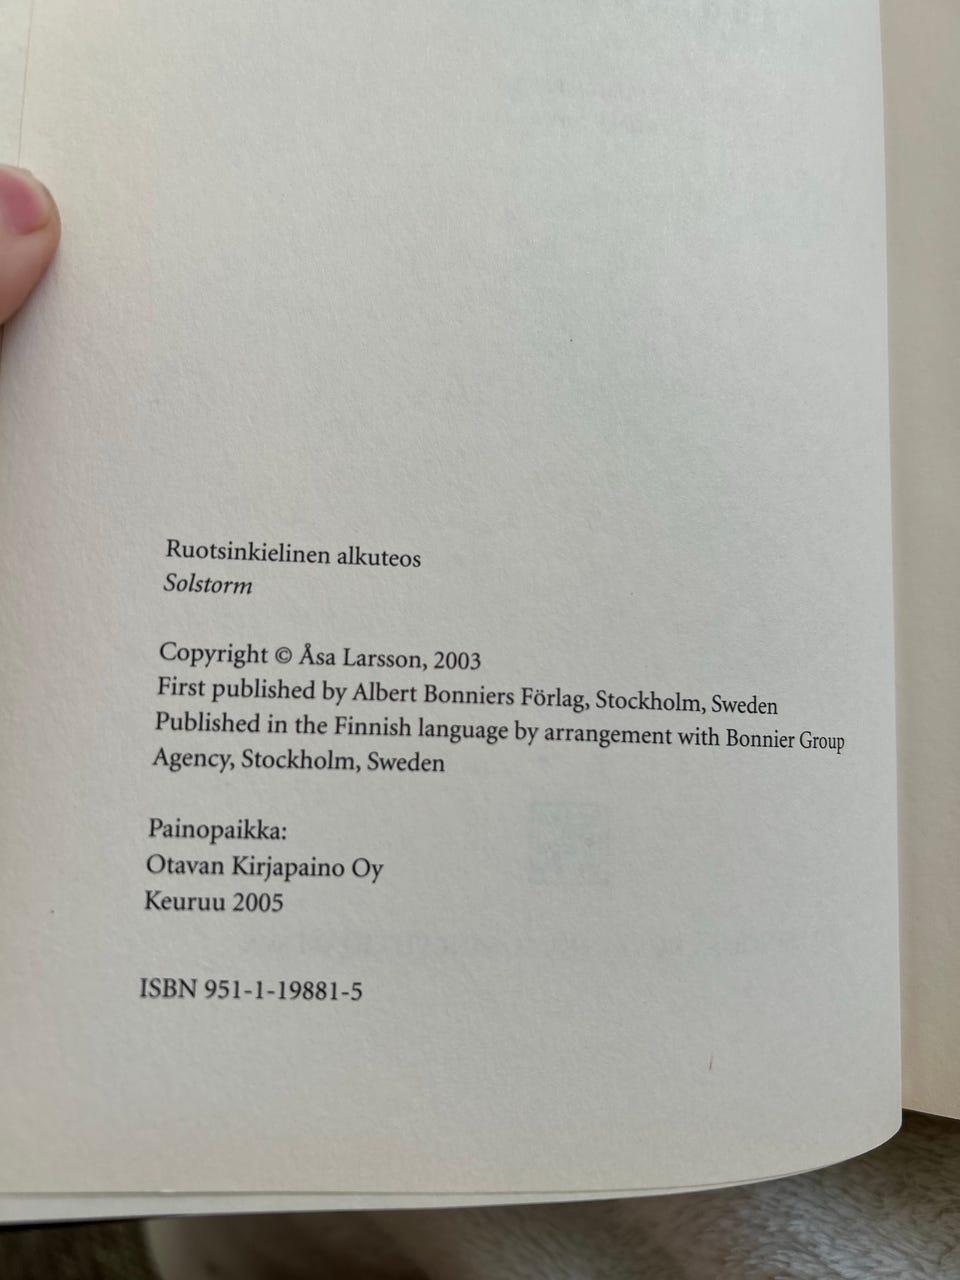 Ruotsinkielinen alkuteos
Solstorm
Copyright © Åsa Larsson, 2003
First published by Albert Bonniers Förlag, Stockholm, Sweden
Published in the Finnish language by arrangement with Bonnier Group
Agency, Stockholm, Sweden
Painopaikka:
Otavan Kirjapaino Oy
Keuruu 2005
ISBN 951-1-19881-5